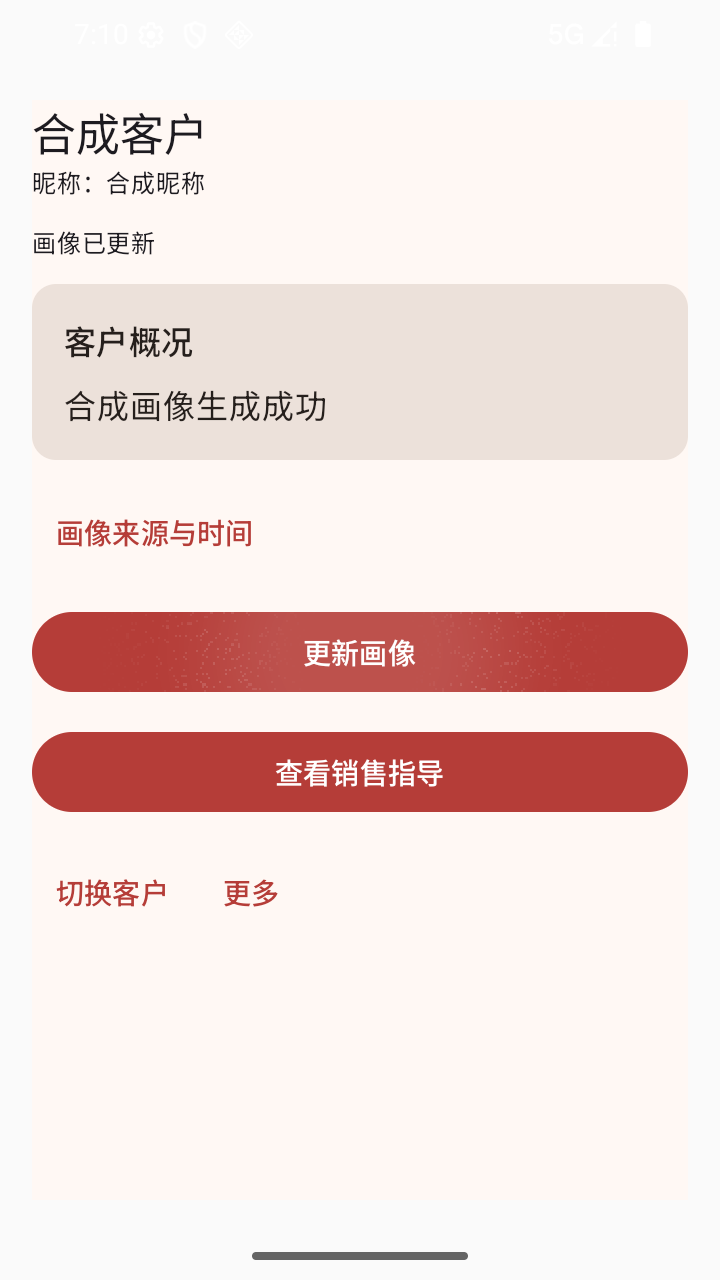 7:10 5G
合成客户
昵称：合成昵称
画像已更新
客户概况
合成画像生成成功
画像来源与时间
更新画像
查看销售指导
切换客户 更多